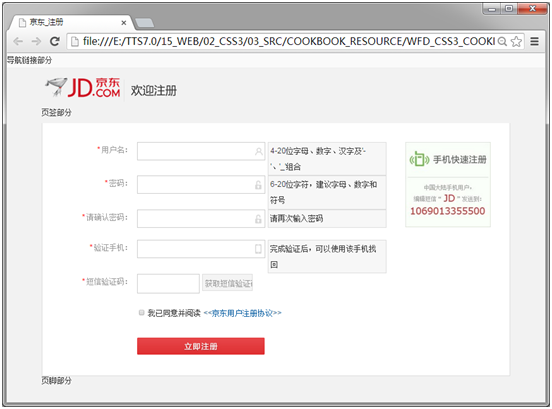 京东_注册
file:///E:/TTS7.0/15_WEB/02_CSS3/03_SRC/COOKBOOK_RESOURCE/WFD_CSS3_COOKI
导航链接部分
JD 京东 .COM 欢迎注册
页签部分
*用户名:
4-20位字母、数字、汉字及'-
'、'_'组合
*密码:
6-20位字符,建议字母、数字和
符号
*请确认密码:
请再次输入密码
*验证手机:
完成验证后,可以使用该手机找
回
*短信验证码:
获取短信验证
我已同意并阅读 <<京东用户注册协议>>
立即注册
手机快速注册
中国大陆手机用户,
编辑短信 " JD " 发送到:
1069013355500
页脚部分